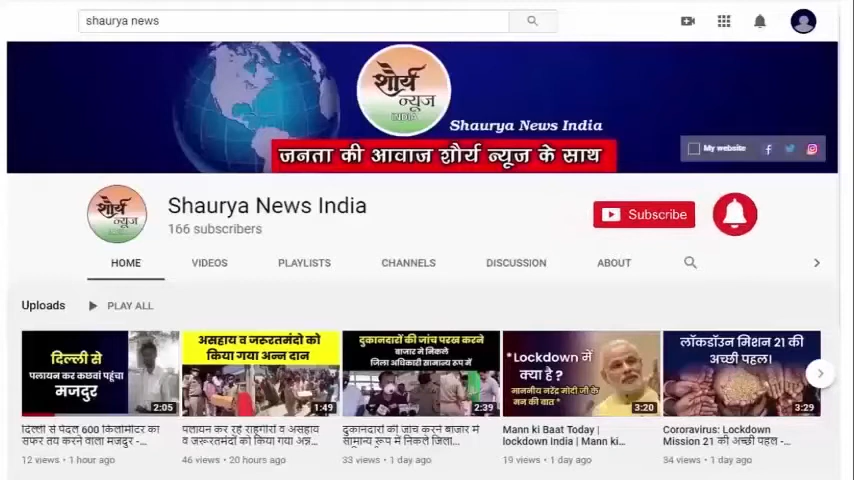 shaurya news
शौर्य
न्यूज
INDIA
Shaurya News India
जनता की आवाज शौर्य न्यूज के साथ
My website
शौर्य
न्यूज
Shaurya News India
166 subscribers
Subscribe
HOME VIDEOS PLAYLISTS CHANNELS DISCUSSION ABOUT
Uploads PLAY ALL
दिल्ली से
पलायन कर कछवां पहुंचा
मजदुर
2:05
असहाय व जरूरतमंदो को
किया गया अन्न दान
1:49
दुकानदारों की जांच परख करने
बाजार मे निकले
जिला अधिकारी सामान्य रूप में
2:39
"Lockdown में
क्या है ?
माननीय नरेंद्र मोदी जी के
मन की वात "
3:20
लॉकडॉउन मिशन 21 की
अच्छी पहल।
3:29
दिल्ली से पैदल 600 किलोमीटर का
सफर तय करने वाला मजदुर -...
12 views • 1 hour ago
पलायन कर रहे राहगीरों व असहाय
व जरूरतमंदों को किया गया अन्न...
46 views • 20 hours ago
दुकानदारों की जांच करने बाजार में
सामान्य रूप में निकले जिला...
33 views • 1 day ago
Mann ki Baat Today |
lockdown India | Mann ki...
19 views • 1 day ago
Cororavirus: Lockdown
Mission 21 की अच्छी पहल -...
34 views • 1 day ago